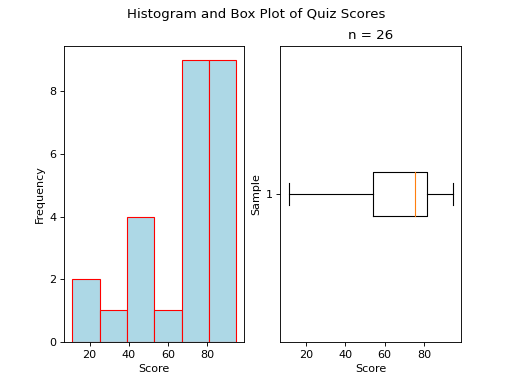 Histogram and Box Plot of Quiz Scores
n = 26
Frequency
8
6
4
2
0
20 40 60 80
Score
Sample
1
20 40 60 80
Score